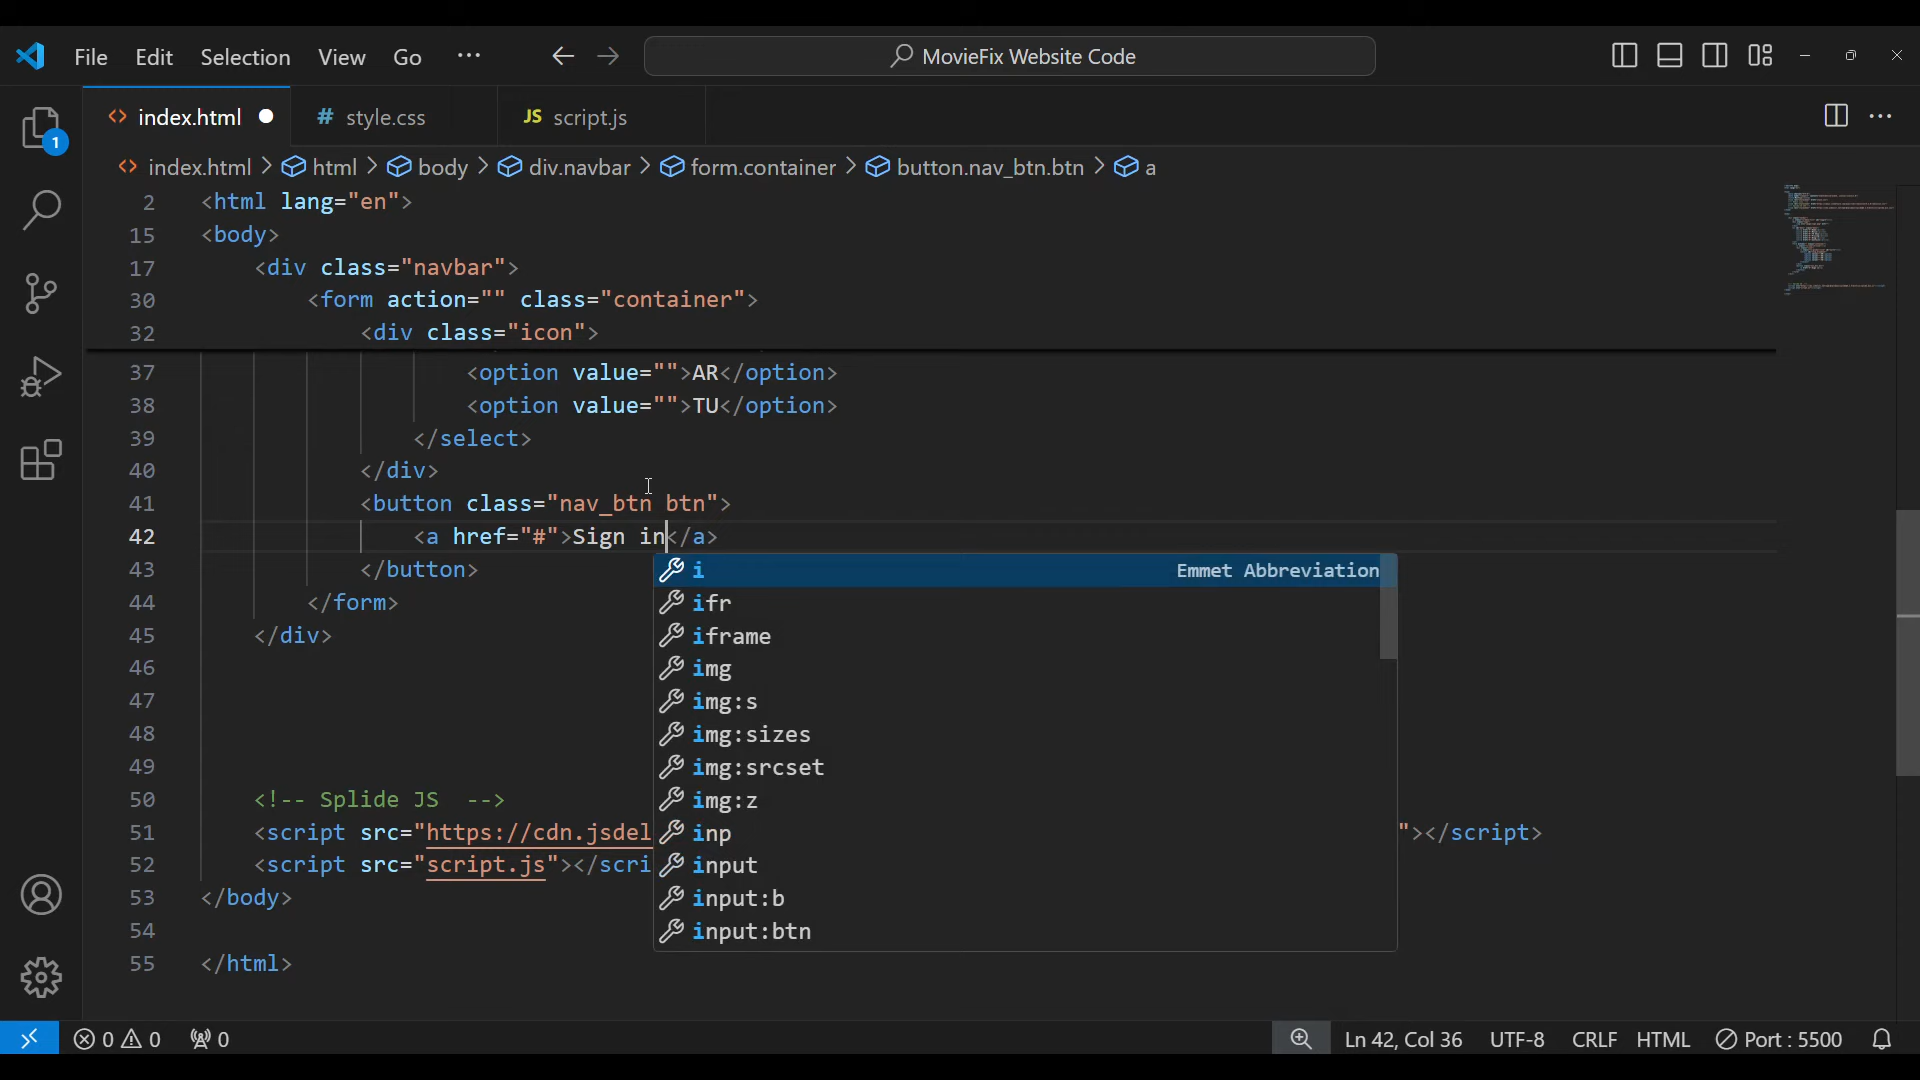 File Edit Selection View Go ··· MovieFix Website Code
index.html # style.css JS script.js
1
index.html > html > body > div.navbar > form.container > button.nav_btn.btn > a
2 <html lang="en">
15 <body>
17 <div class="navbar">
30 <form action="" class="container">
32 <div class="icon">
37 <option value="">AR</option>
38 <option value="">TU</option>
39 </select>
40 </div>
41 <button class="nav_btn btn">
42 <a href="#">Sign in</a>
43 </button>
i Emmet Abbreviation
44 </form>
ifr
45 </div>
iframe
46
img
47
img:s
48
img:sizes
49
img:srcset
50 <!-- Splide JS -->
img:z
51 <script src="https://cdn.jsdel "></script>
inp
52 <script src="script.js"></scri
input
53 </body>
input:b
54
input:btn
55 </html>
0 0 0 Ln 42, Col 36 UTF-8 CRLF HTML Port : 5500